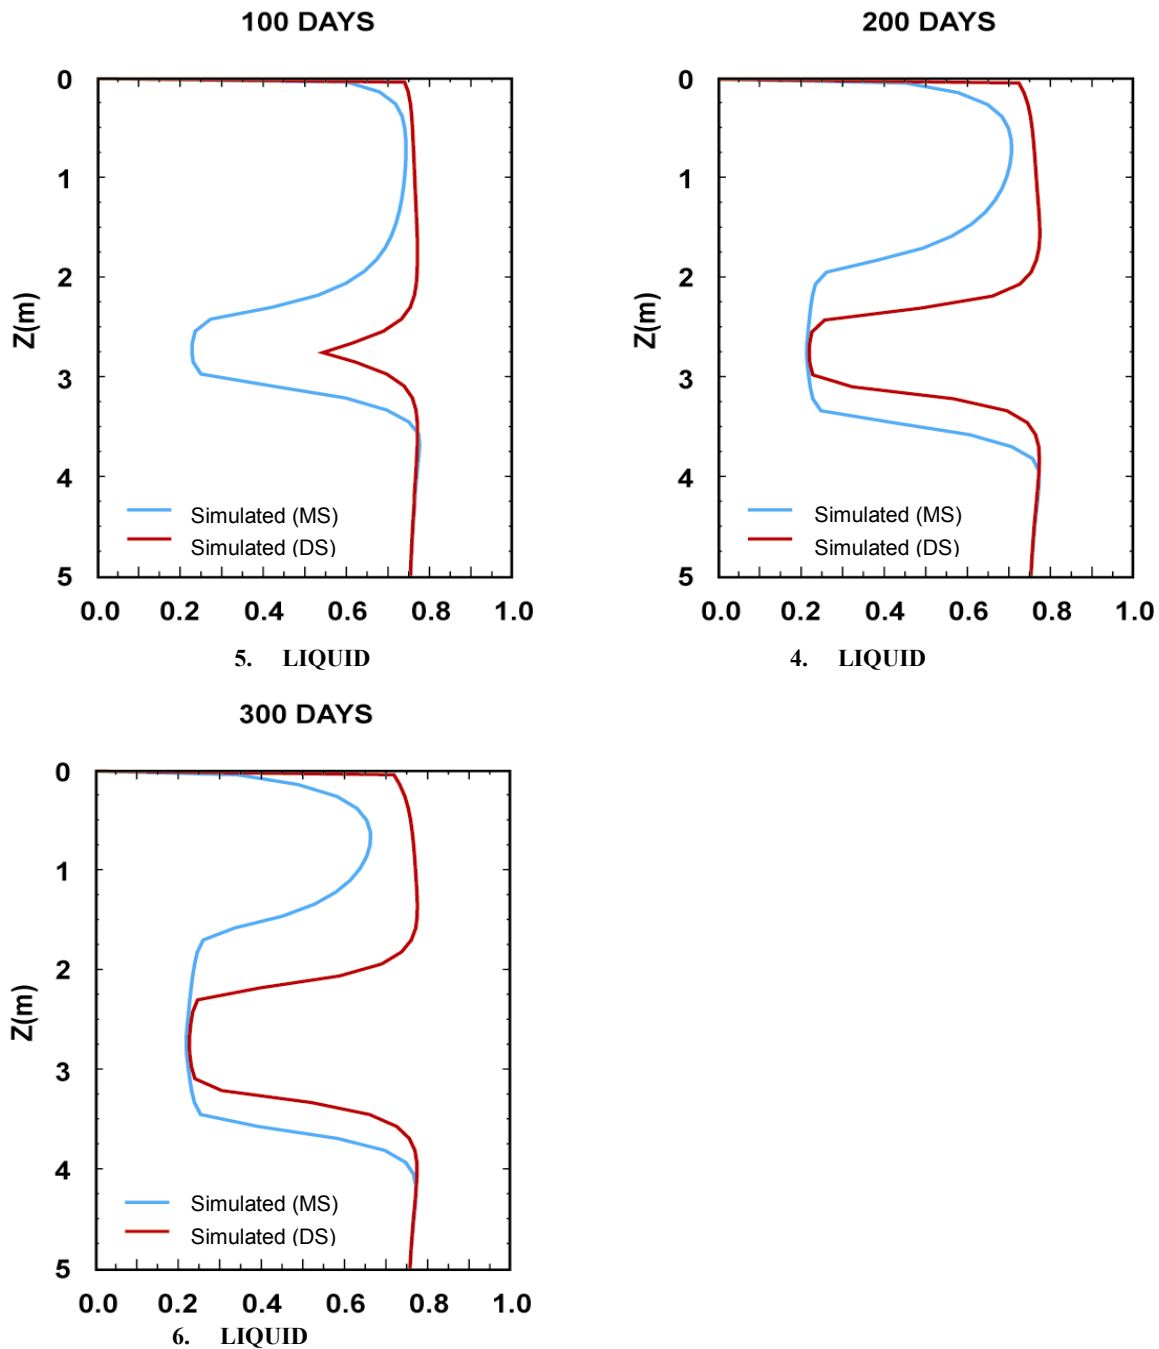 100 DAYS
0
1
2
3
4
5
Z(m)
Simulated (MS)
Simulated (DS)
0.0 0.2 0.4 0.6 0.8 1.0
5. LIQUID
200 DAYS
0
1
2
3
4
5
Z(m)
Simulated (MS)
Simulated (DS)
0.0 0.2 0.4 0.6 0.8 1.0
4. LIQUID
300 DAYS
0
1
2
3
4
5
Z(m)
Simulated (MS)
Simulated (DS)
0.0 0.2 0.4 0.6 0.8 1.0
6. LIQUID